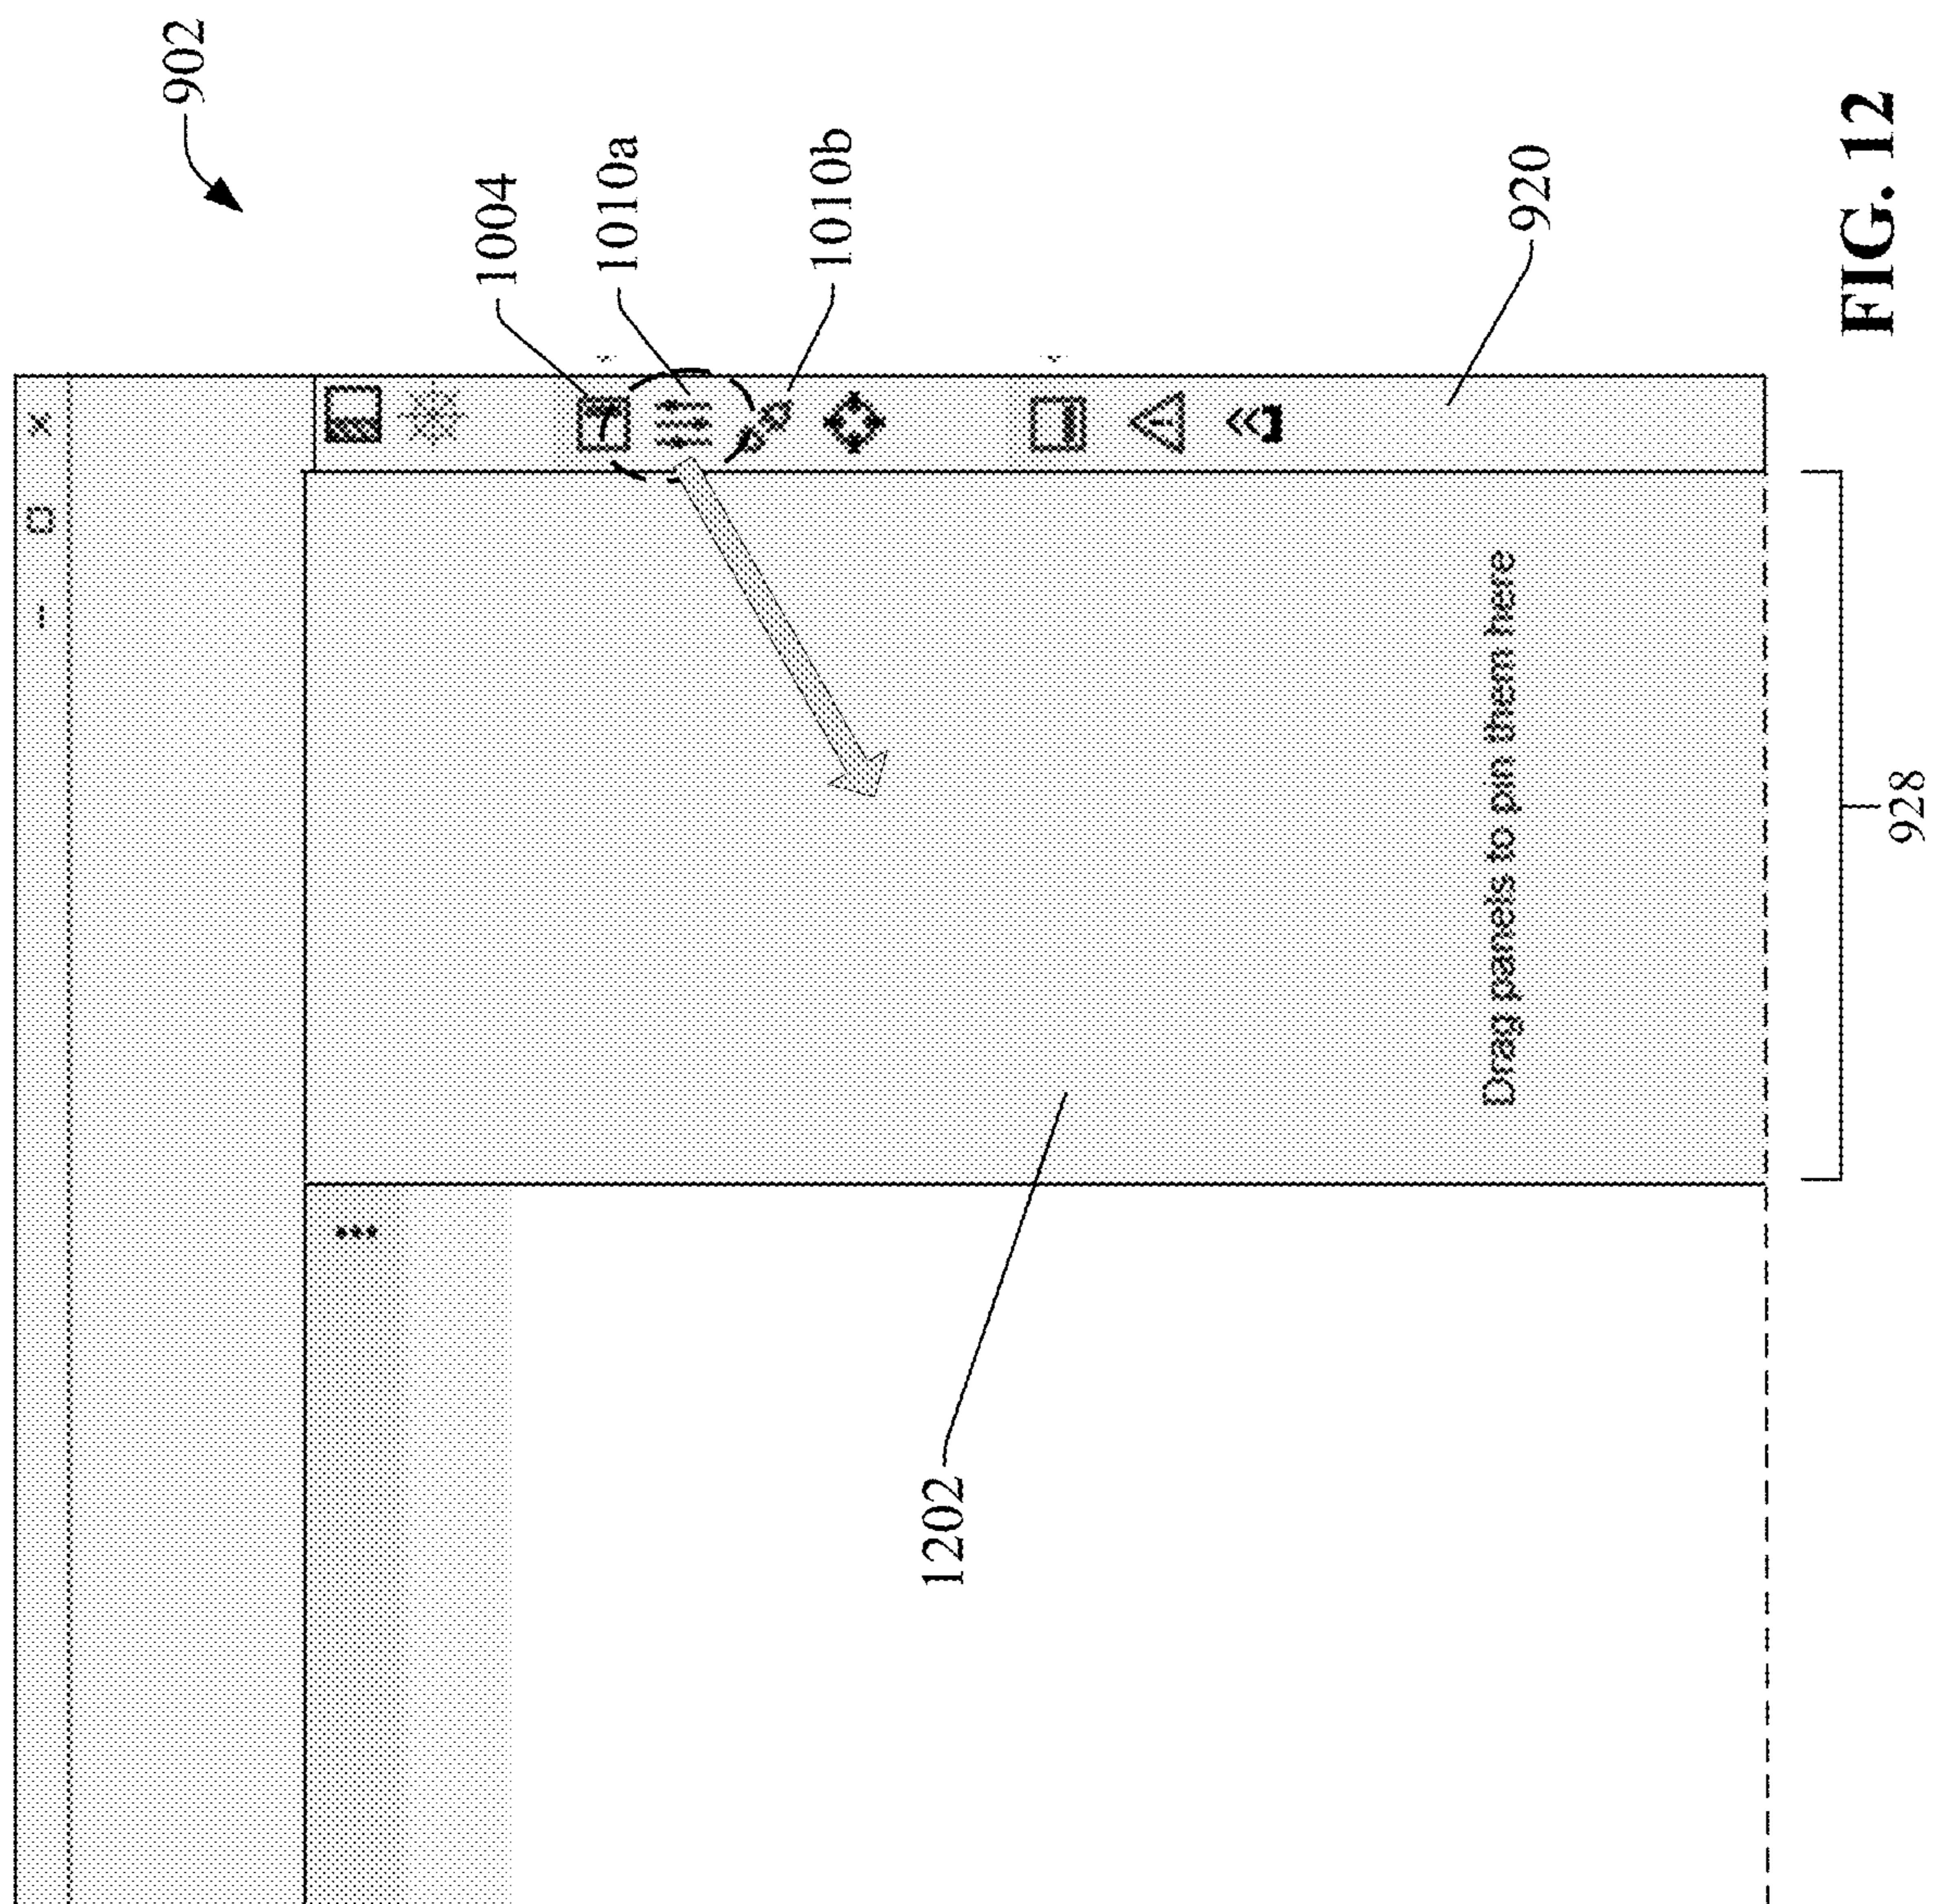 902
1004
1010a
1010b
920
1202
Drag panels to pin them here
928
FIG. 12